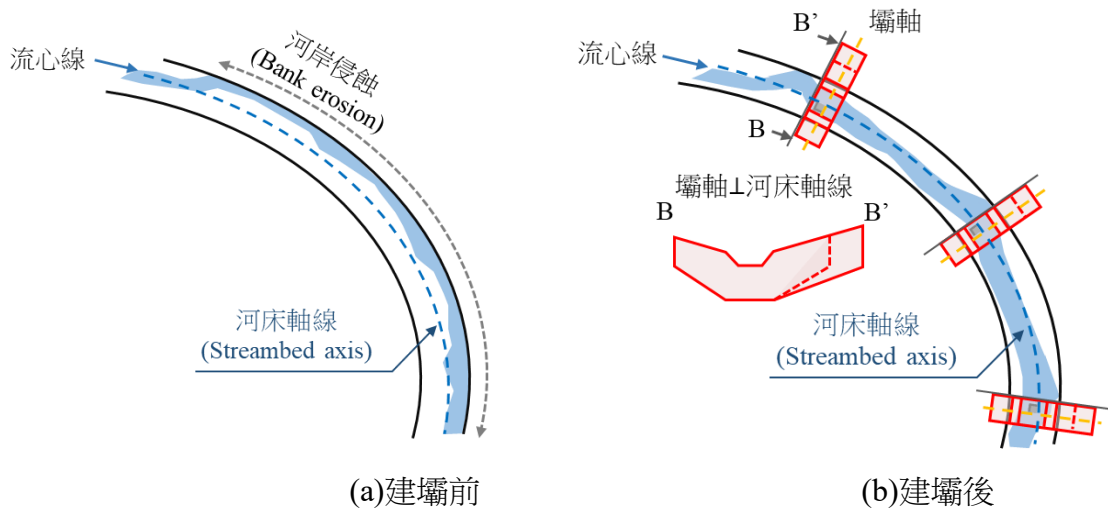 流心線
河岸侵蝕
(Bank erosion)
河床軸線
(Streambed axis)
(a)建壩前
B’
壩軸
流心線
B
壩軸⊥河床軸線
B
B’
河床軸線
(Streambed axis)
(b)建壩後